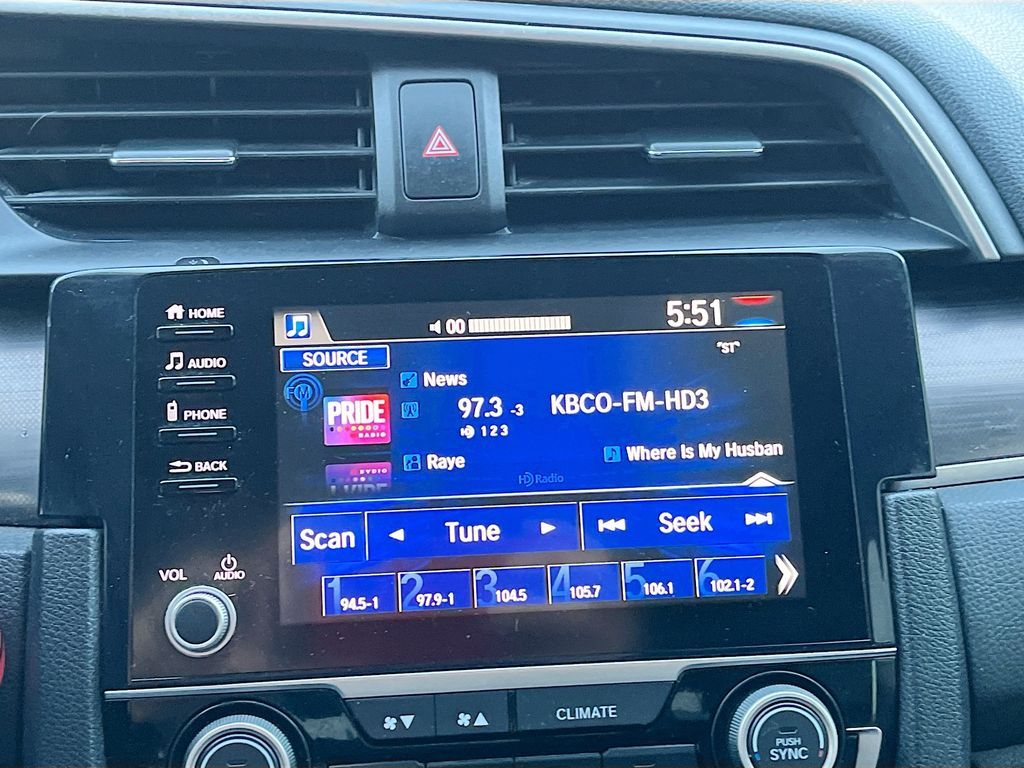 HOME
00
5:51
SOURCE
"ST"
AUDIO
FM
News
PRIDE
RADIO
97.3 -3
KBCO-FM-HD3
HD 1 2 3
PHONE
BACK
Raye
Where Is My Husban
HD Radio
Scan
Tune
Seek
1 94.5-1
2 97.9-1
3 104.5
4 105.7
5 106.1
6 102.1-2
VOL
AUDIO
CLIMATE
PUSH
SYNC